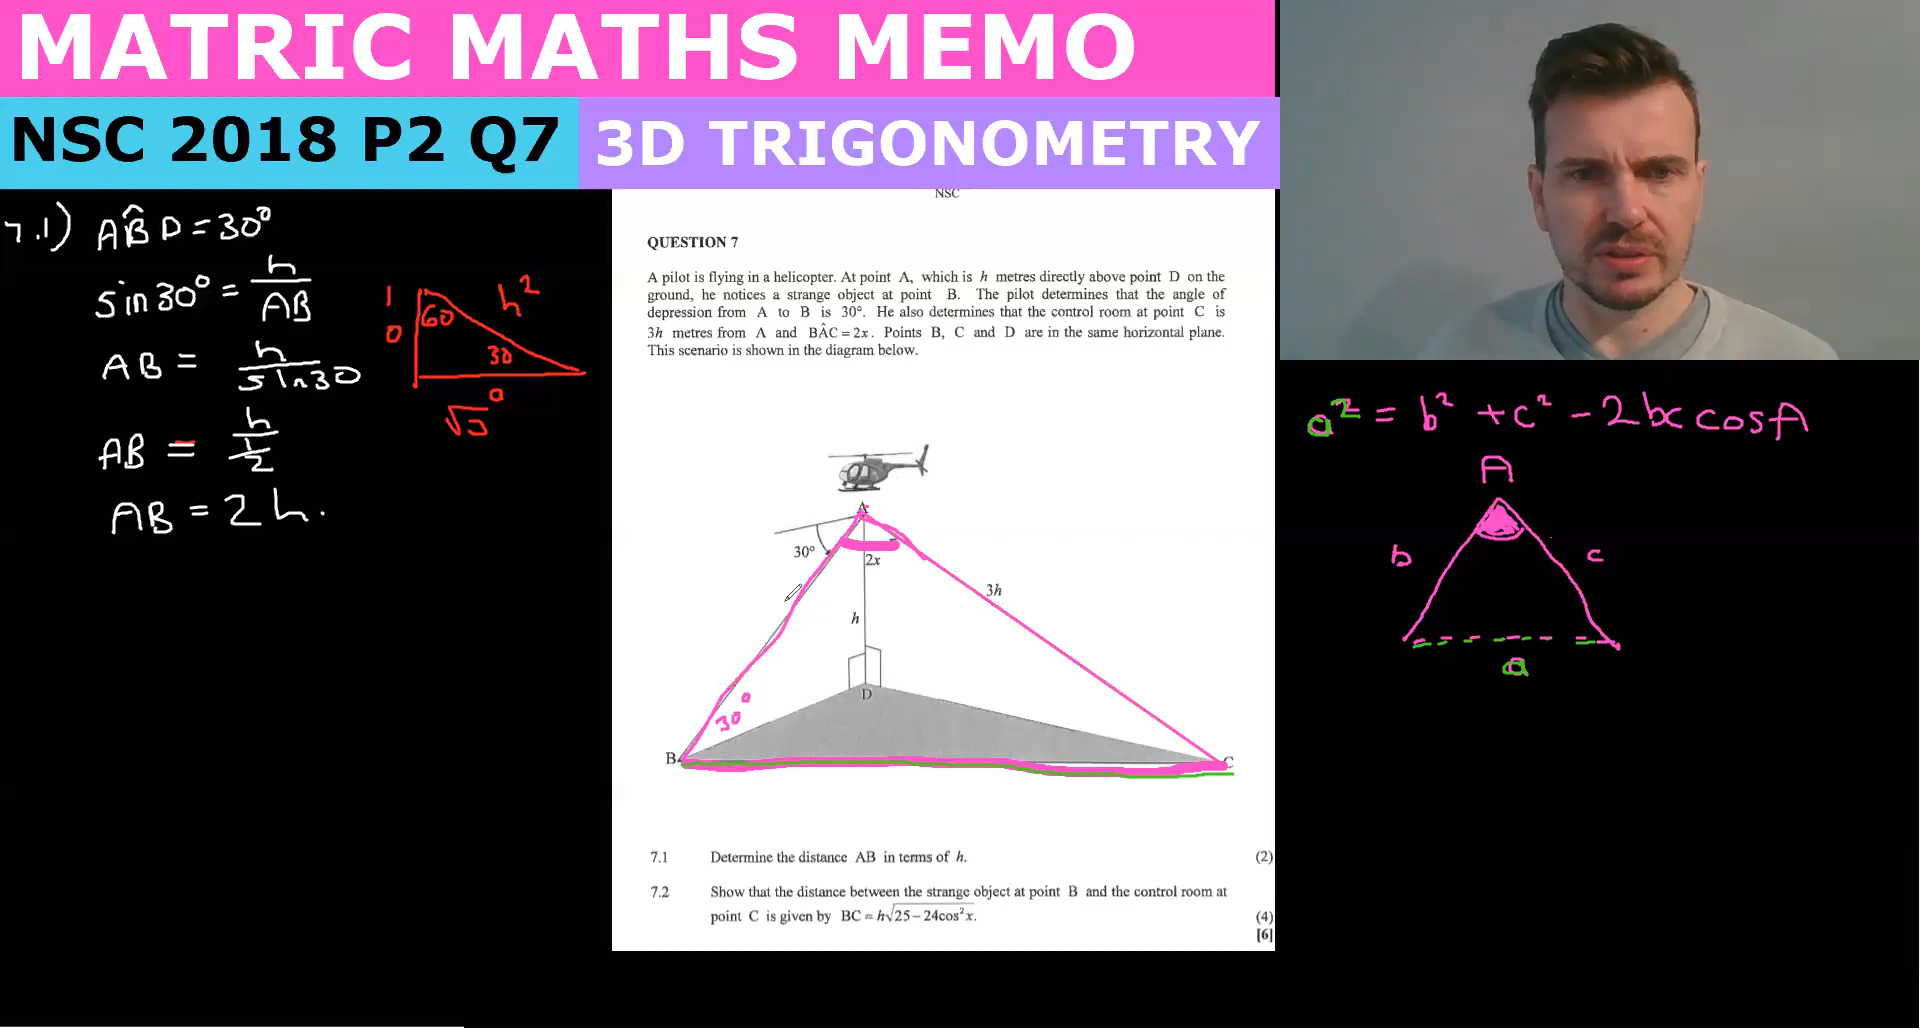 MATRIC MATHS MEMO
NSC 2018 P2 Q7
3D TRIGONOMETRY
7.1) AB̂D = 30°
sin30° = h/AB
AB = h/sin30
AB = h/(1/2)
AB = 2h.
1
0
60
h 2
30
0
√3
NSC
QUESTION 7
A pilot is flying in a helicopter. At point A, which is h metres directly above point D on the
ground, he notices a strange object at point B. The pilot determines that the angle of
depression from A to B is 30°. He also determines that the control room at point C is
3h metres from A and BÂC = 2x. Points B, C and D are in the same horizontal plane.
This scenario is shown in the diagram below.
A
30°
2x
3h
h
D
30°
B
C
7.1 Determine the distance AB in terms of h. (2)
7.2 Show that the distance between the strange object at point B and the control room at
point C is given by BC = h√(25 − 24cos²x). (4)
[6]
a² = b² + c² − 2bc cosA
A
b
c
a